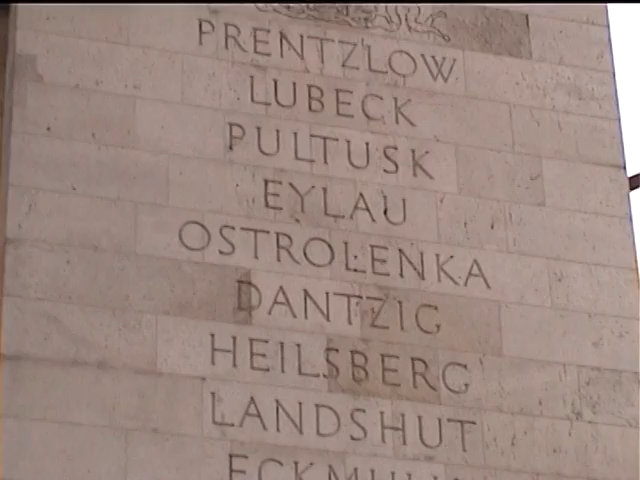 PRENTZLOW
LUBECK
PULTUSK
EYLAU
OSTROLENKA
DANTZIG
HEILSBERG
LANDSHUT